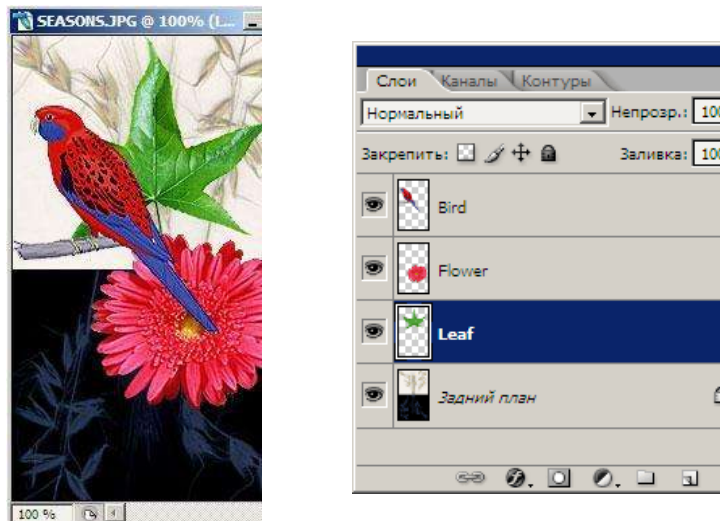 SEASONS.JPG @ 100% (L...
100 %
Слои Каналы Контуры
Нормальный Непрозр.: 100
Закрепить: Заливка: 100
Bird
Flower
Leaf
Задний план